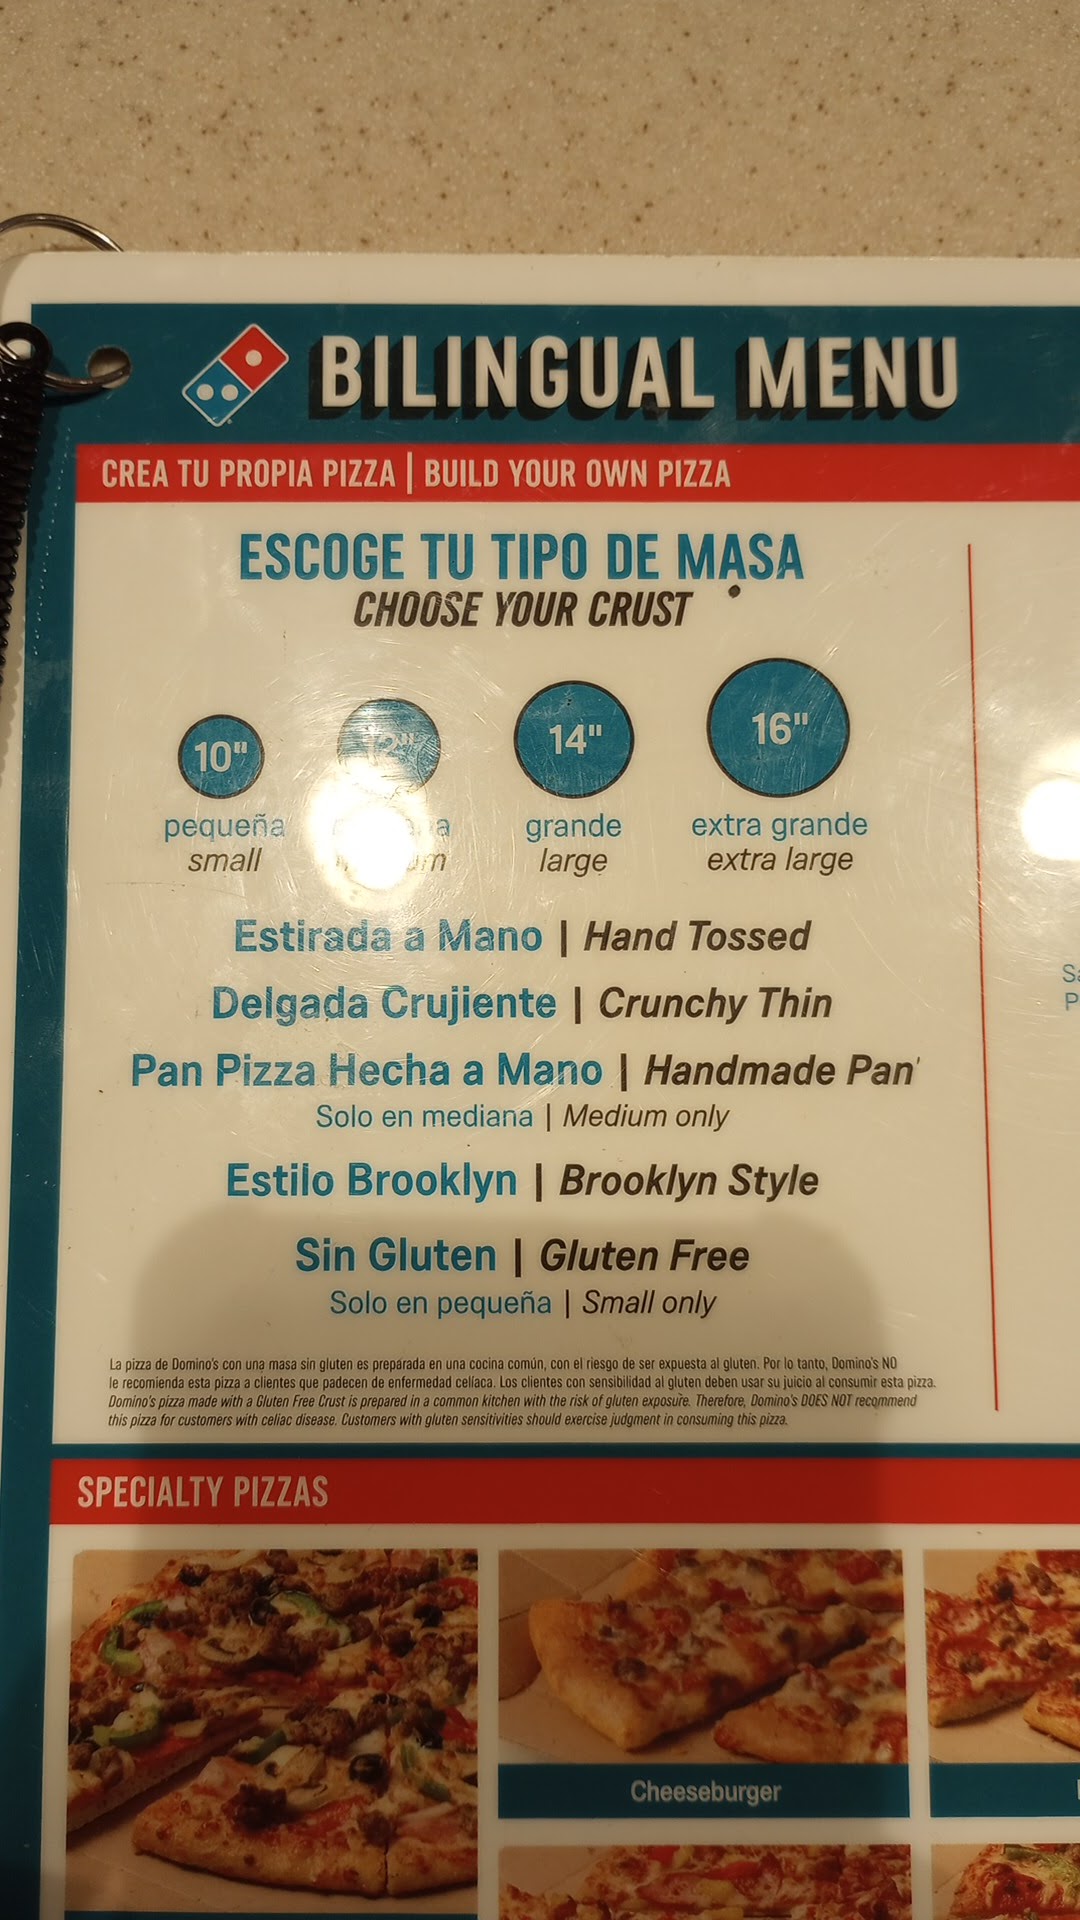 BILINGUAL MENU
CREA TU PROPIA PIZZA | BUILD YOUR OWN PIZZA
ESCOGE TU TIPO DE MASA
CHOOSE YOUR CRUST
10" 12" 14" 16"
pequeña grande extra grande
small large extra large
Estirada a Mano | Hand Tossed
Delgada Crujiente | Crunchy Thin
Pan Pizza Hecha a Mano | Handmade Pan
Solo en mediana | Medium only
Estilo Brooklyn | Brooklyn Style
Sin Gluten | Gluten Free
Solo en pequeña | Small only
La pizza de Domino's con una masa sin gluten es preparada en una cocina común, con el riesgo de ser expuesta al gluten. Por lo tanto, Domino's NO
le recomienda esta pizza a clientes que padecen de enfermedad celíaca. Los clientes con sensibilidad al gluten deben usar su juicio al consumir esta pizza.
Domino's pizza made with a Gluten Free Crust is prepared in a common kitchen with the risk of gluten exposure. Therefore, Domino's DOES NOT recommend
this pizza for customers with celiac disease. Customers with gluten sensitivities should exercise judgment in consuming this pizza.
SPECIALTY PIZZAS
Cheeseburger